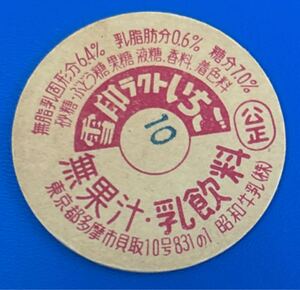 無脂乳固形分6.4% 乳脂肪分0.6% 糖分7.0%
砂糖・ぶどう糖果糖液糖、香料、着色料
雪印ラクトいちご
公正
10
無果汁・乳飲料
東京都多摩市貝取10号831の1 昭和牛乳(株)